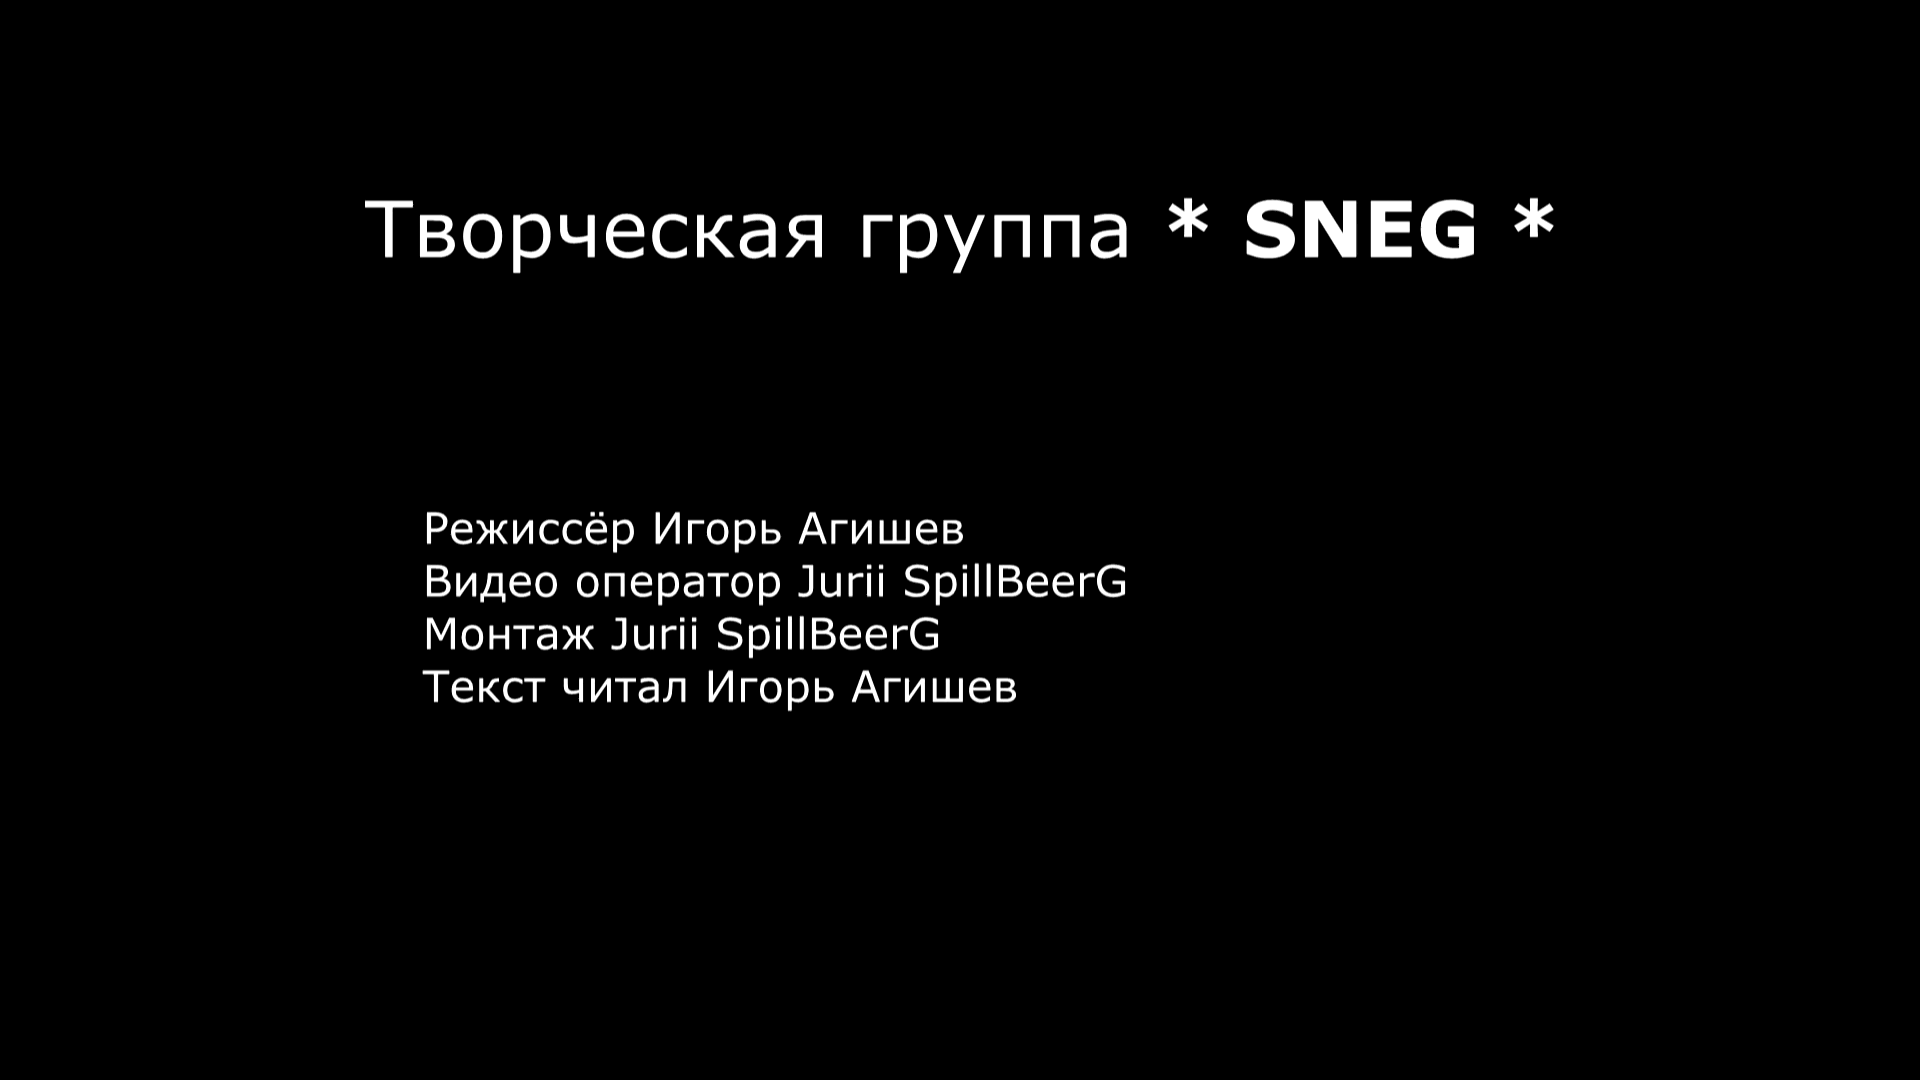 Творческая группа * SNEG *
Режиссёр Игорь Агишев
Видео оператор Jurii SpillBeerG
Монтаж Jurii SpillBeerG
Текст читал Игорь Агишев